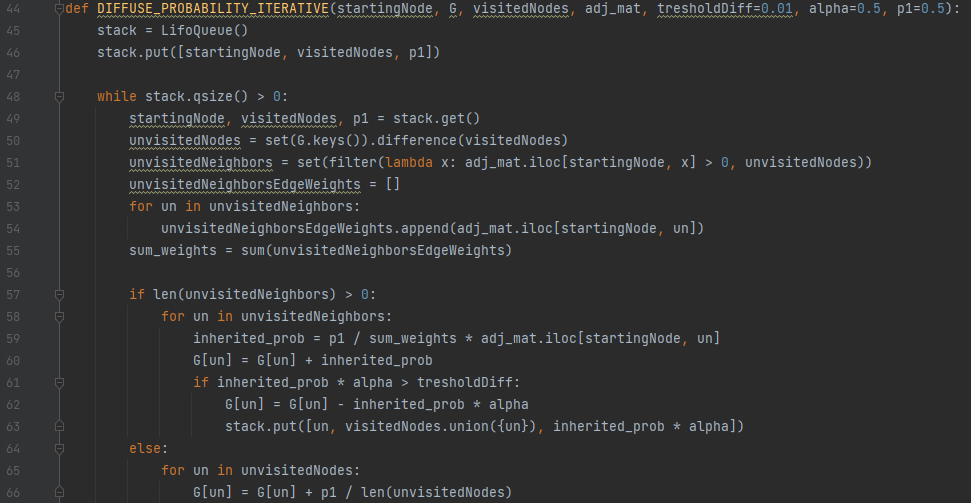 44 def DIFFUSE_PROBABILITY_ITERATIVE(startingNode, G, visitedNodes, adj_mat, tresholdDiff=0.01, alpha=0.5, p1=0.5):
45     stack = LifoQueue()
46     stack.put([startingNode, visitedNodes, p1])
47
48     while stack.qsize() > 0:
49         startingNode, visitedNodes, p1 = stack.get()
50         unvisitedNodes = set(G.keys()).difference(visitedNodes)
51         unvisitedNeighbors = set(filter(lambda x: adj_mat.iloc[startingNode, x] > 0, unvisitedNodes))
52         unvisitedNeighborsEdgeWeights = []
53         for un in unvisitedNeighbors:
54             unvisitedNeighborsEdgeWeights.append(adj_mat.iloc[startingNode, un])
55         sum_weights = sum(unvisitedNeighborsEdgeWeights)
56
57         if len(unvisitedNeighbors) > 0:
58             for un in unvisitedNeighbors:
59                 inherited_prob = p1 / sum_weights * adj_mat.iloc[startingNode, un]
60                 G[un] = G[un] + inherited_prob
61                 if inherited_prob * alpha > tresholdDiff:
62                     G[un] = G[un] - inherited_prob * alpha
63                     stack.put([un, visitedNodes.union({un}), inherited_prob * alpha])
64         else:
65             for un in unvisitedNodes:
66                 G[un] = G[un] + p1 / len(unvisitedNodes)